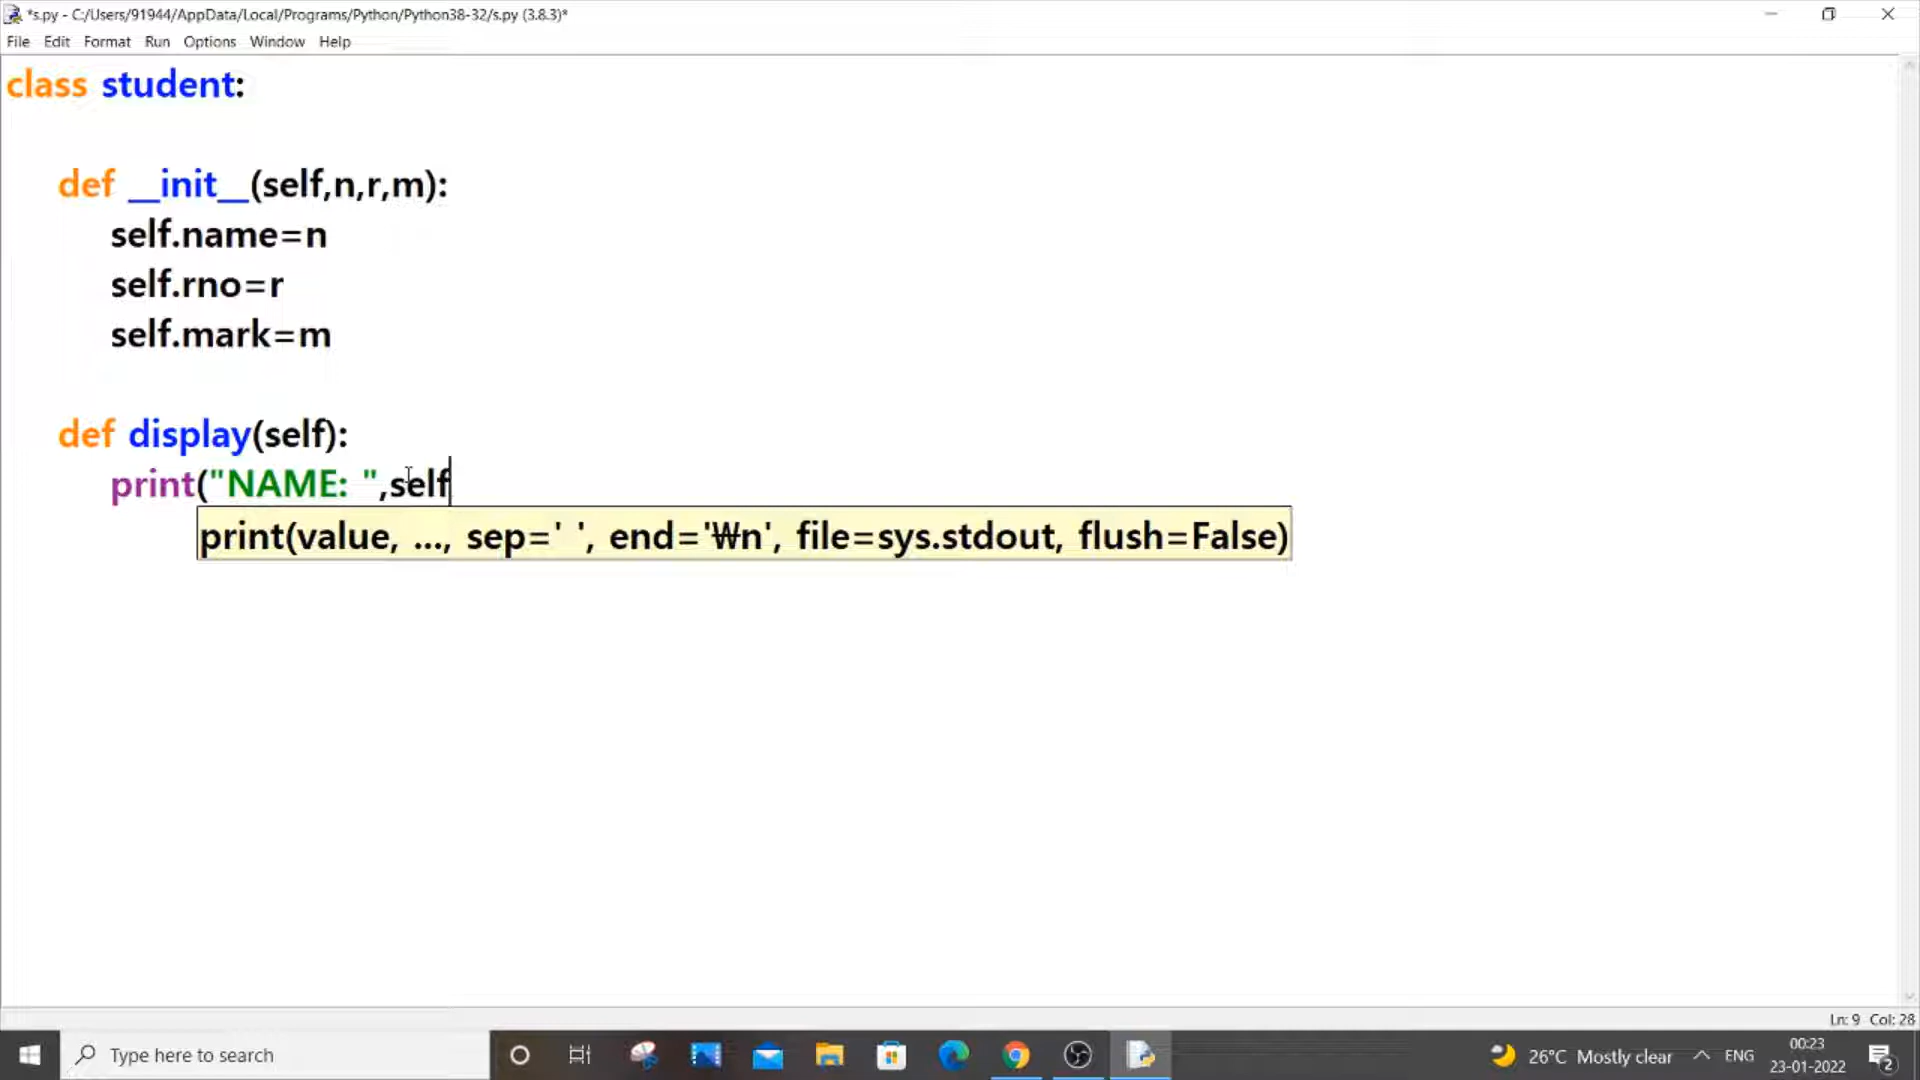 *s.py - C:/Users/91944/AppData/Local/Programs/Python/Python38-32/s.py (3.8.3)*
File Edit Format Run Options Window Help
class student:
def __init__(self,n,r,m):
self.name=n
self.rno=r
self.mark=m
def display(self):
print("NAME: ",self
print(value, ..., sep=' ', end='₩n', file=sys.stdout, flush=False)
Ln: 9 Col: 28
Type here to search
26°C Mostly clear
ENG
00:23
23-01-2022
2